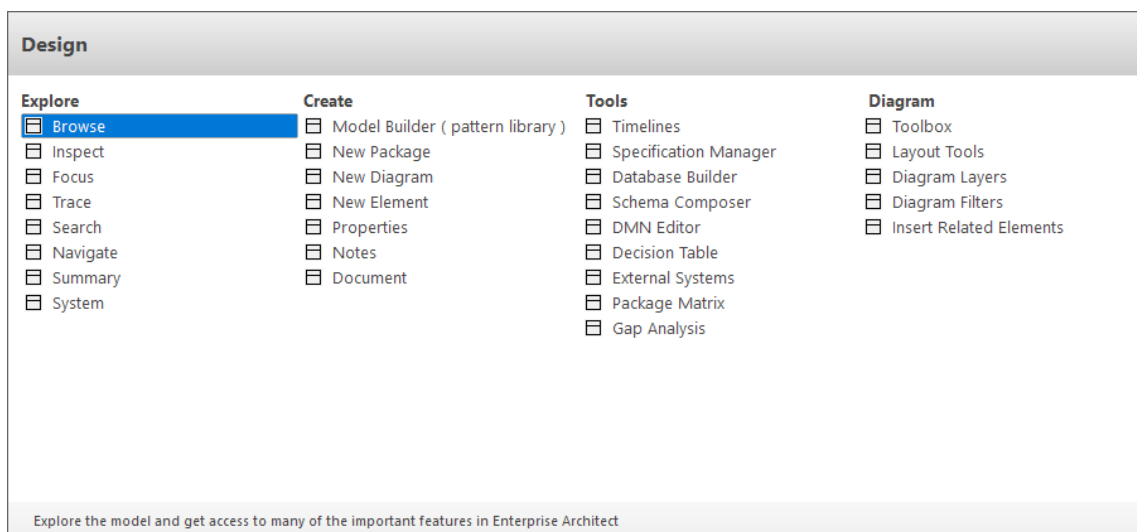 Design
Explore
Browse
Inspect
Focus
Trace
Search
Navigate
Summary
System
Create
Model Builder ( pattern library )
New Package
New Diagram
New Element
Properties
Notes
Document
Tools
Timelines
Specification Manager
Database Builder
Schema Composer
DMN Editor
Decision Table
External Systems
Package Matrix
Gap Analysis
Diagram
Toolbox
Layout Tools
Diagram Layers
Diagram Filters
Insert Related Elements
Explore the model and get access to many of the important features in Enterprise Architect